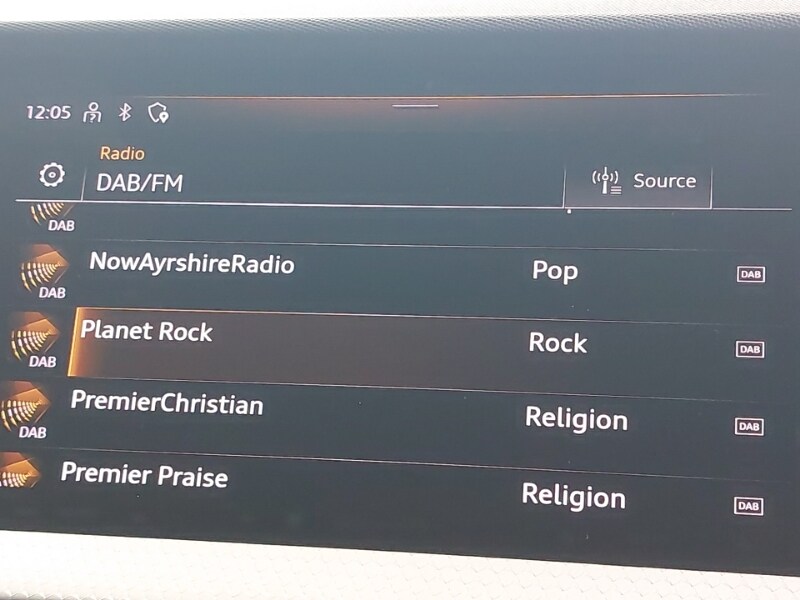 12:05
Radio
DAB/FM
Source
DAB
NowAyrshireRadio Pop DAB
DAB
Planet Rock Rock DAB
DAB
PremierChristian Religion DAB
DAB
Premier Praise Religion DAB